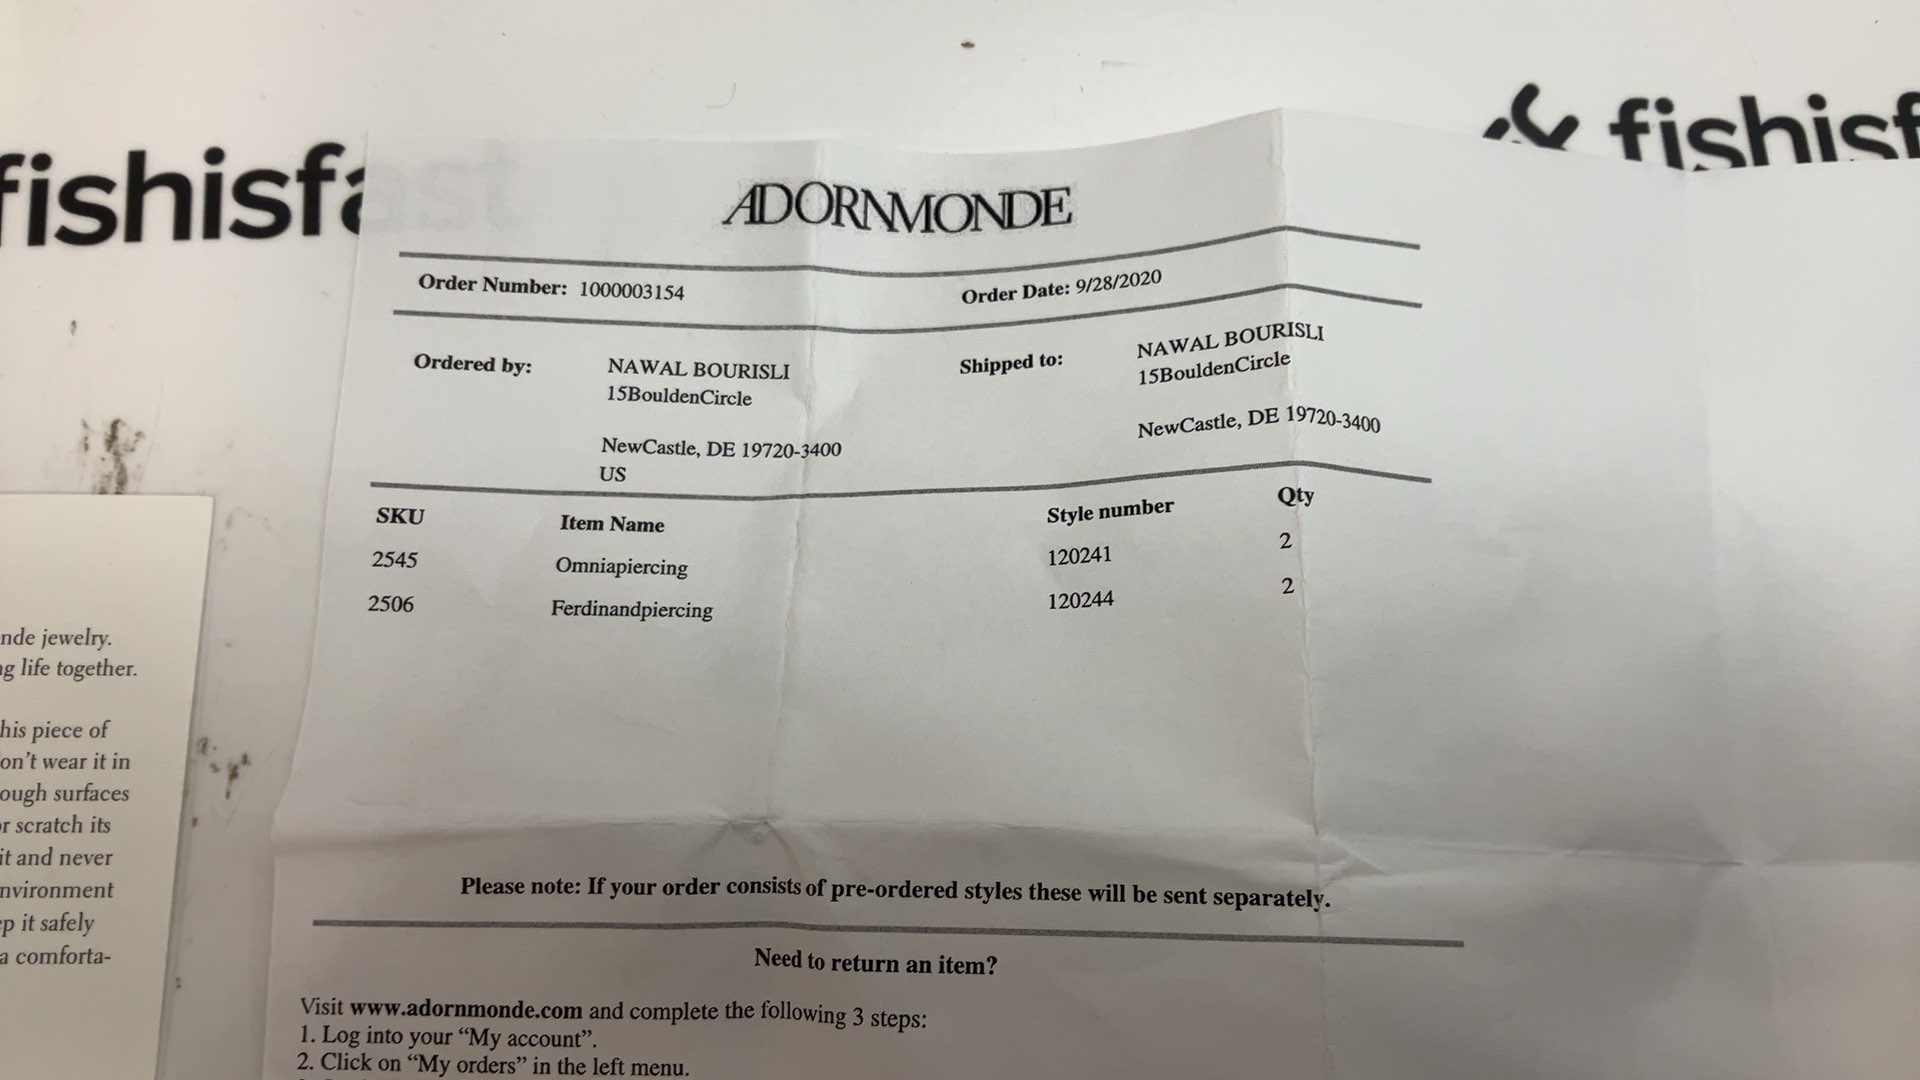 fishisfa
fishisf
ADORNMONDE
Order Number: 1000003154 Order Date: 9/28/2020
Ordered by: NAWAL BOURISLI Shipped to: NAWAL BOURISLI
15BouldenCircle 15BouldenCircle
NewCastle, DE 19720-3400 NewCastle, DE 19720-3400
US
SKU Item Name Style number Qty
2545 Omniapiercing 120241 2
2506 Ferdinandpiercing 120244 2
Please note: If your order consists of pre-ordered styles these will be sent separately.
Need to return an item?
Visit www.adornmonde.com and complete the following 3 steps:
1. Log into your “My account”.
2. Click on “My orders” in the left menu.
nde jewelry.
g life together.
his piece of
on’t wear it in
ough surfaces
r scratch its
it and never
nvironment
p it safely
a comforta-